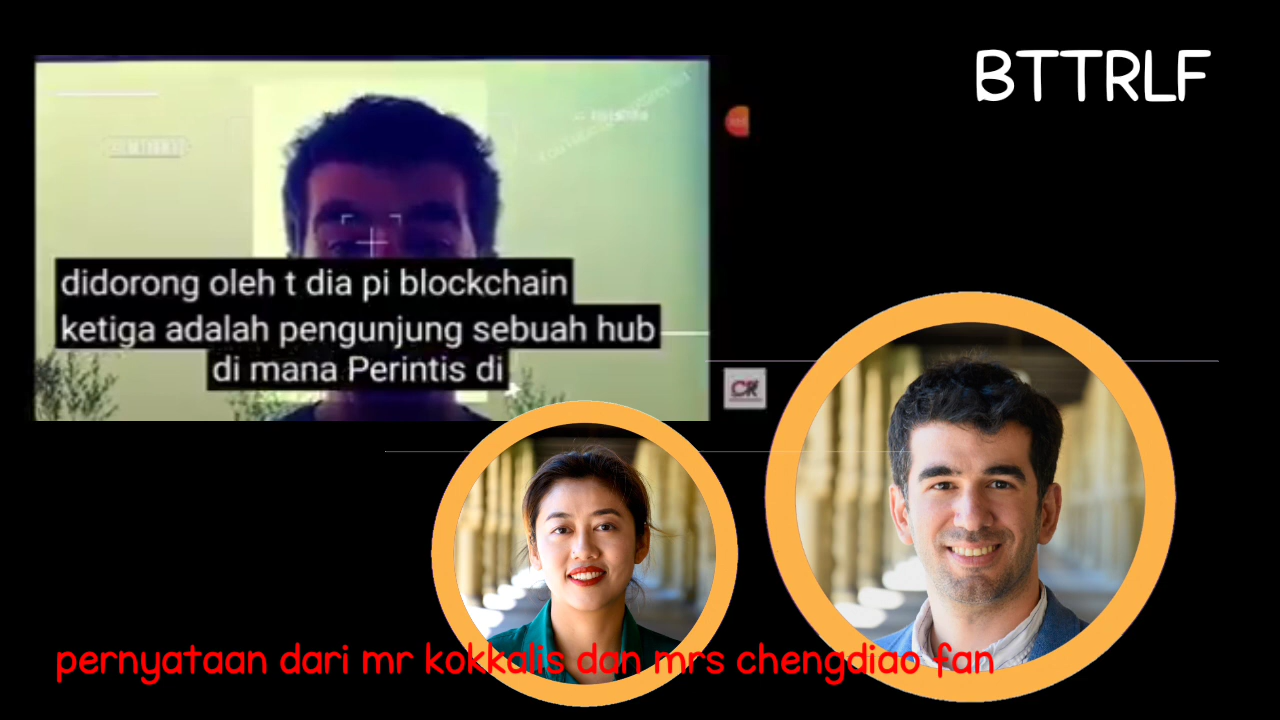 BTTRLF
didorong oleh t dia pi blockchain
ketiga adalah pengunjung sebuah hub
di mana Perintis di
CK
pernyataan dari mr kokkalis dan mrs chengdiao fan